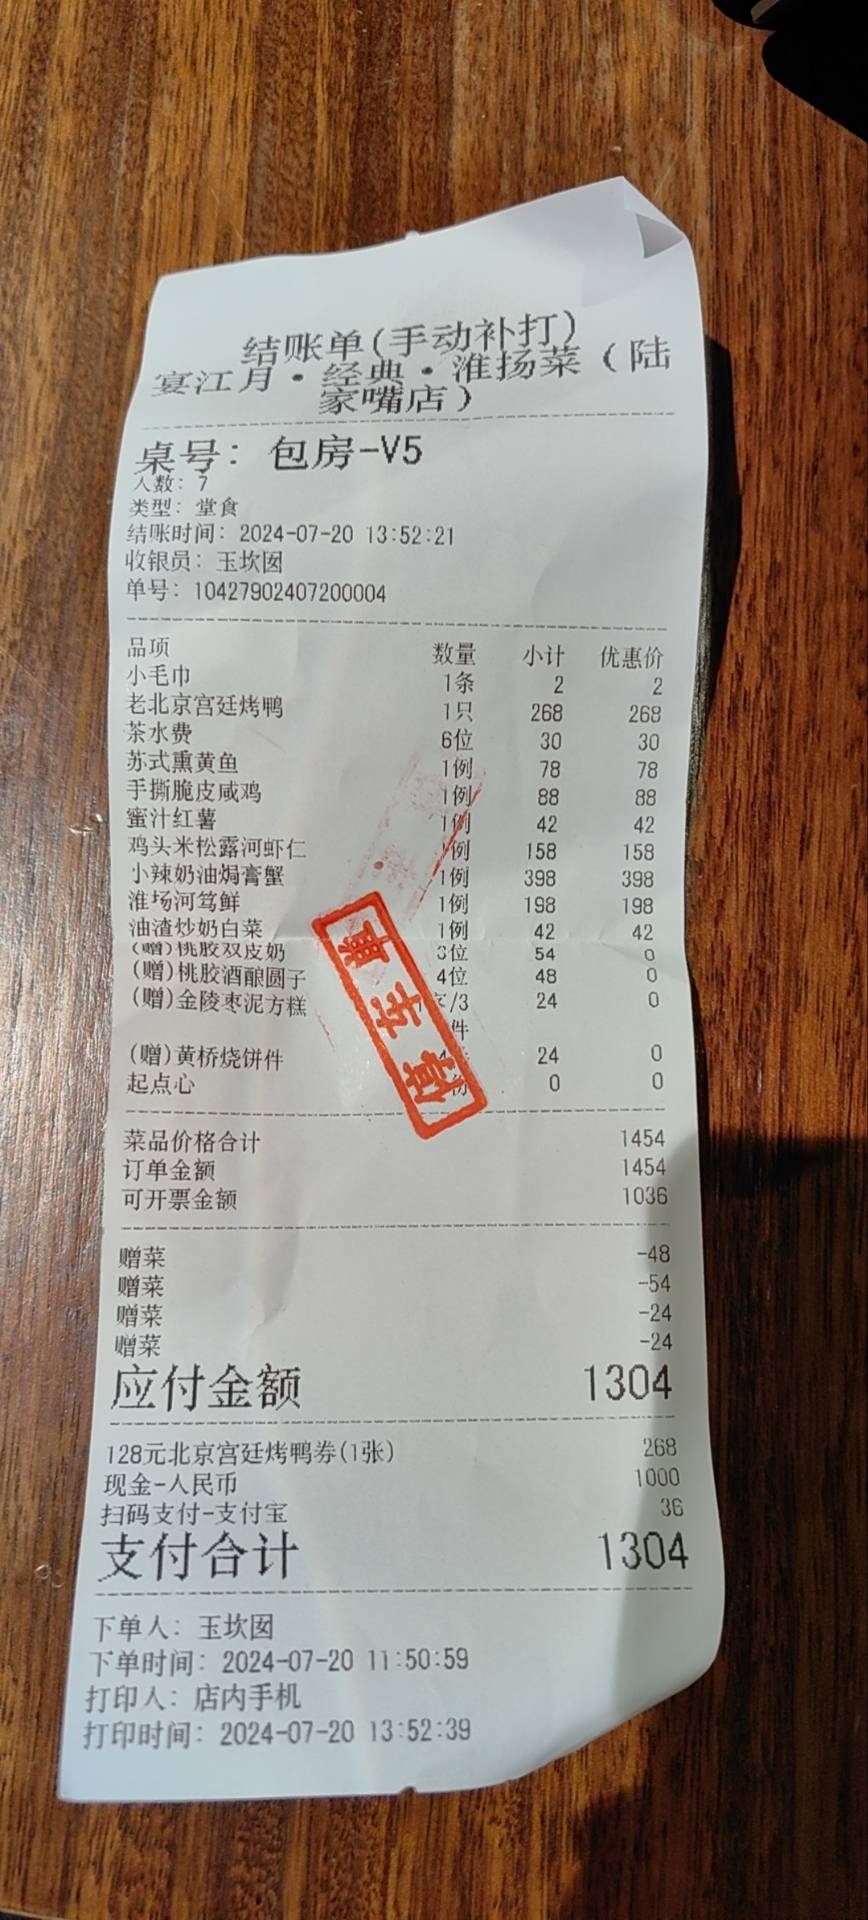 结账单(手动补打)
宴江月·经典·淮扬菜(陆
家嘴店)
桌号: 包房-V5
人数: 7
类型: 堂食
结账时间: 2024-07-20 13:52:21
收银员: 玉坎囡
单号: 10427902407200004
品项 数量 小计 优惠价
小毛巾 1条 2 2
老北京宫廷烤鸭 1只 268 268
茶水费 6位 30 30
苏式熏黄鱼 1例 78 78
手撕脆皮咸鸡 1例 88 88
蜜汁红薯 1例 42 42
鸡头米松露河虾仁 1例 158 158
小辣奶油焗膏蟹 1例 398 398
淮场河笃鲜 1例 198 198
油渣炒奶白菜 1例 42 42
(赠)桃胶双皮奶 3位 54 0
(赠)桃胶酒酿圆子 4位 48 0
(赠)金陵枣泥方糕 /3 24 0
件
(赠)黄桥烧饼件 24 0
起点心 份 0 0
菜品价格合计 1454
订单金额 1454
可开票金额 1036
赠菜 -48
赠菜 -54
赠菜 -24
赠菜 -24
应付金额 1304
128元北京宫廷烤鸭券(1张) 268
现金-人民币 1000
扫码支付-支付宝 36
支付合计 1304
下单人: 玉坎囡
下单时间: 2024-07-20 11:50:59
打印人: 店内手机
打印时间: 2024-07-20 13:52:39